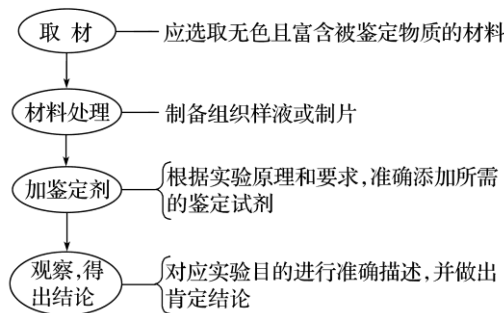 取 材
应选取无色且富含被鉴定物质的材料
材料处理
制备组织样液或制片
加鉴定剂
根据实验原理和要求,准确添加所需
的鉴定试剂
观察,得
出结论
对应实验目的进行准确描述,并做出
肯定结论